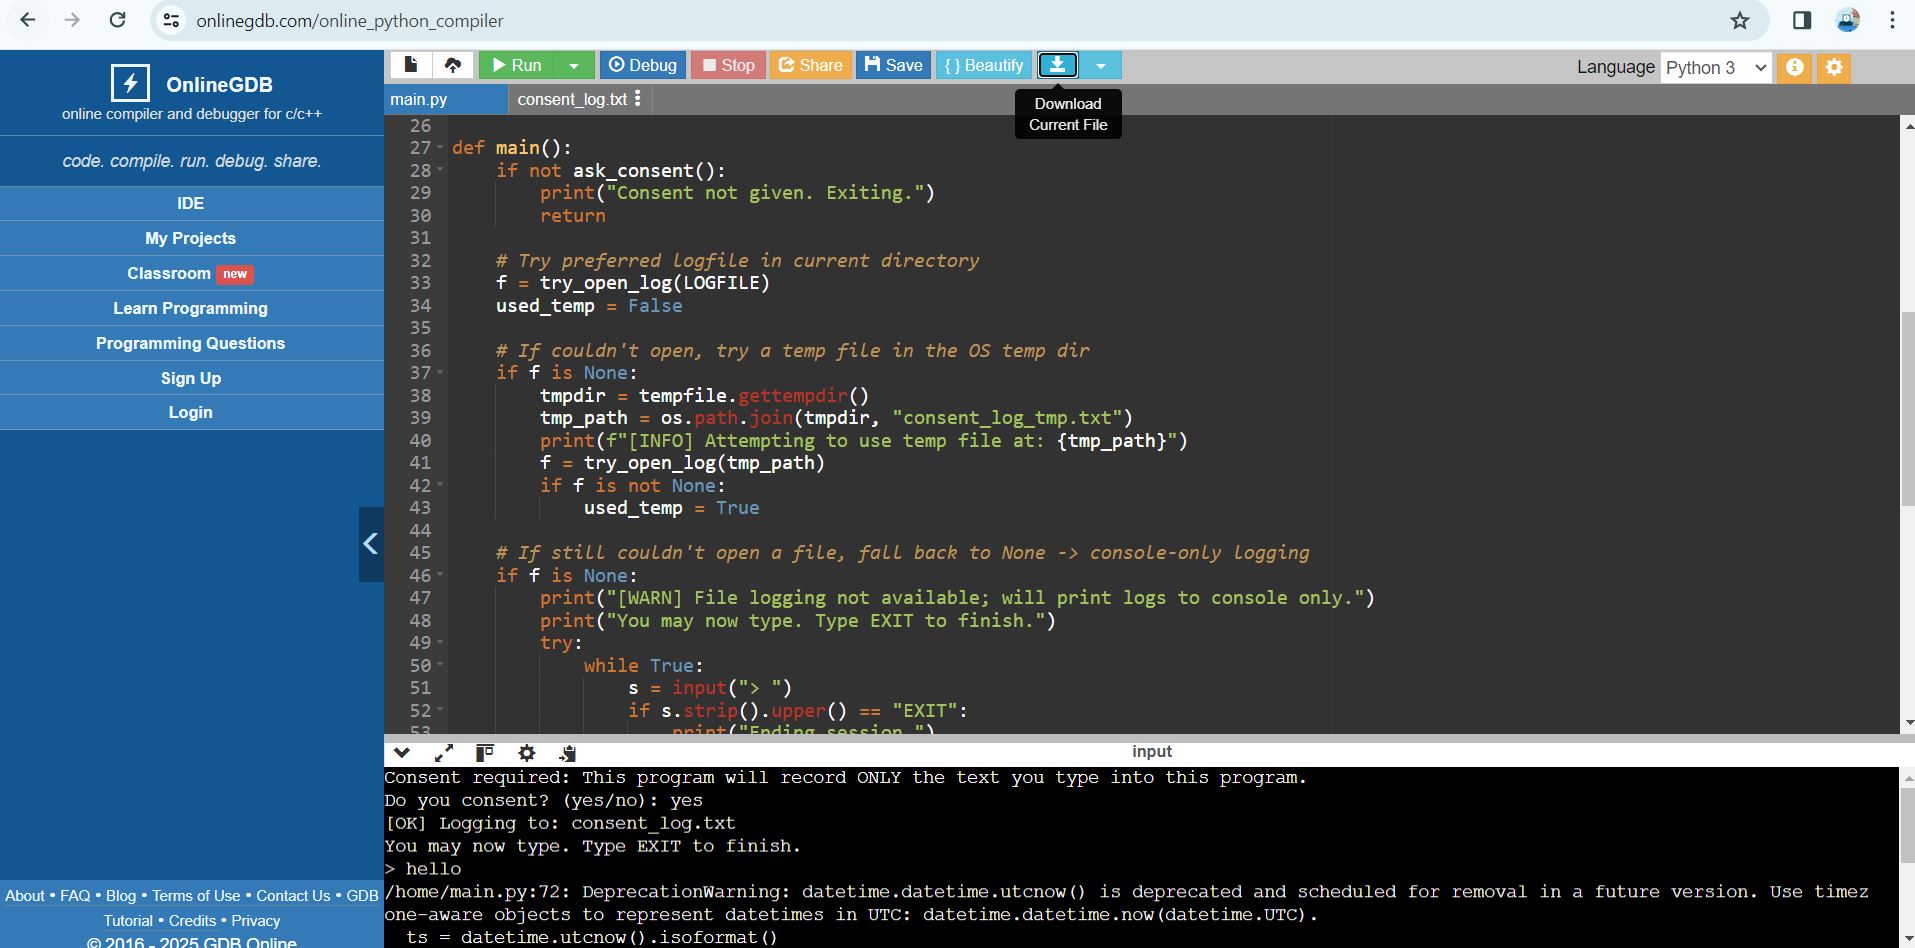 onlinegdb.com/online_python_compiler
OnlineGDB
online compiler and debugger for c/c++
code. compile. run. debug. share.
IDE
My Projects
Classroom new
Learn Programming
Programming Questions
Sign Up
Login
About • FAQ • Blog • Terms of Use • Contact Us • GDB
Tutorial • Credits • Privacy
© 2016 - 2025 GDB Online
Run Debug Stop Share Save { } Beautify
Language Python 3
main.py consent_log.txt
Download
Current File
26
27 def main():
28 if not ask_consent():
29 print("Consent not given. Exiting.")
30 return
31
32 # Try preferred logfile in current directory
33 f = try_open_log(LOGFILE)
34 used_temp = False
35
36 # If couldn't open, try a temp file in the OS temp dir
37 if f is None:
38 tmpdir = tempfile.gettempdir()
39 tmp_path = os.path.join(tmpdir, "consent_log_tmp.txt")
40 print(f"[INFO] Attempting to use temp file at: {tmp_path}")
41 f = try_open_log(tmp_path)
42 if f is not None:
43 used_temp = True
44
45 # If still couldn't open a file, fall back to None -> console-only logging
46 if f is None:
47 print("[WARN] File logging not available; will print logs to console only.")
48 print("You may now type. Type EXIT to finish.")
49 try:
50 while True:
51 s = input("> ")
52 if s.strip().upper() == "EXIT":
53 print("Ending session.")
input
Consent required: This program will record ONLY the text you type into this program.
Do you consent? (yes/no): yes
[OK] Logging to: consent_log.txt
You may now type. Type EXIT to finish.
> hello
/home/main.py:72: DeprecationWarning: datetime.datetime.utcnow() is deprecated and scheduled for removal in a future version. Use timez
one-aware objects to represent datetimes in UTC: datetime.datetime.now(datetime.UTC).
ts = datetime.utcnow().isoformat()